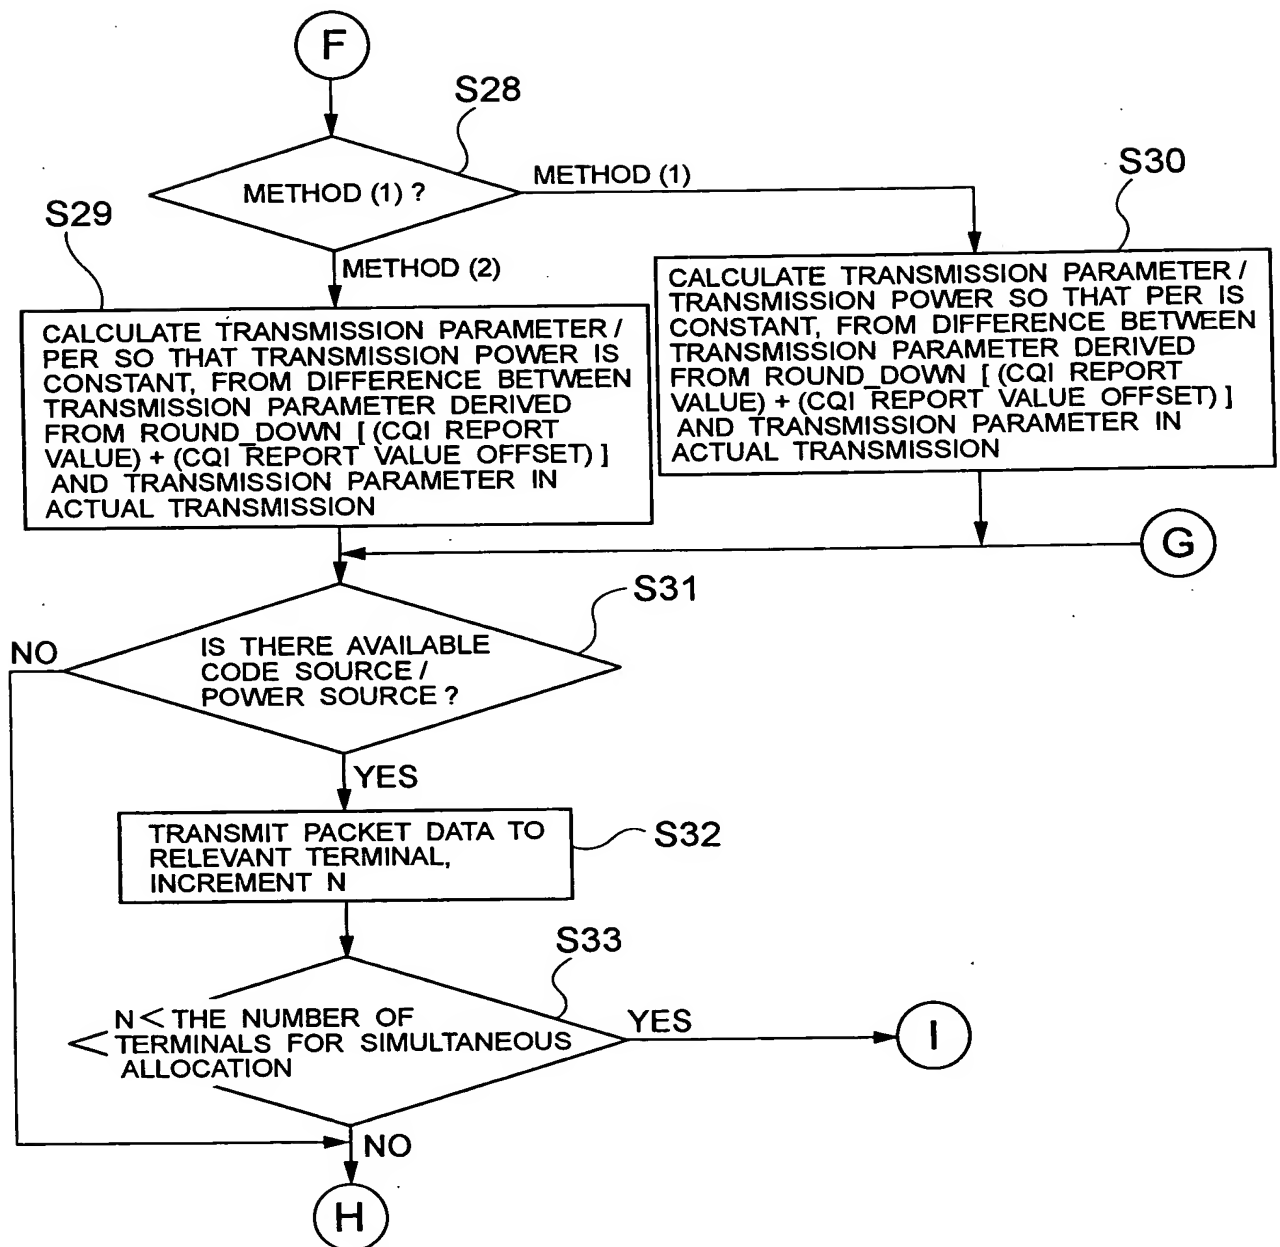 F
S28
METHOD (1) ?
METHOD (1)
S30
S29
METHOD (2)
CALCULATE TRANSMISSION PARAMETER /
PER SO THAT TRANSMISSION POWER IS
CONSTANT, FROM DIFFERENCE BETWEEN
TRANSMISSION PARAMETER DERIVED
FROM ROUND_DOWN [ (CQI REPORT
VALUE) + (CQI REPORT VALUE OFFSET) ]
AND TRANSMISSION PARAMETER IN
ACTUAL TRANSMISSION
CALCULATE TRANSMISSION PARAMETER /
TRANSMISSION POWER SO THAT PER IS
CONSTANT, FROM DIFFERENCE BETWEEN
TRANSMISSION PARAMETER DERIVED
FROM ROUND_DOWN [ (CQI REPORT
VALUE) + (CQI REPORT VALUE OFFSET) ]
AND TRANSMISSION PARAMETER IN
ACTUAL TRANSMISSION
G
S31
NO
IS THERE AVAILABLE
CODE SOURCE /
POWER SOURCE ?
YES
TRANSMIT PACKET DATA TO
RELEVANT TERMINAL,
INCREMENT N
S32
S33
N < THE NUMBER OF
TERMINALS FOR SIMULTANEOUS
ALLOCATION
YES
I
NO
H